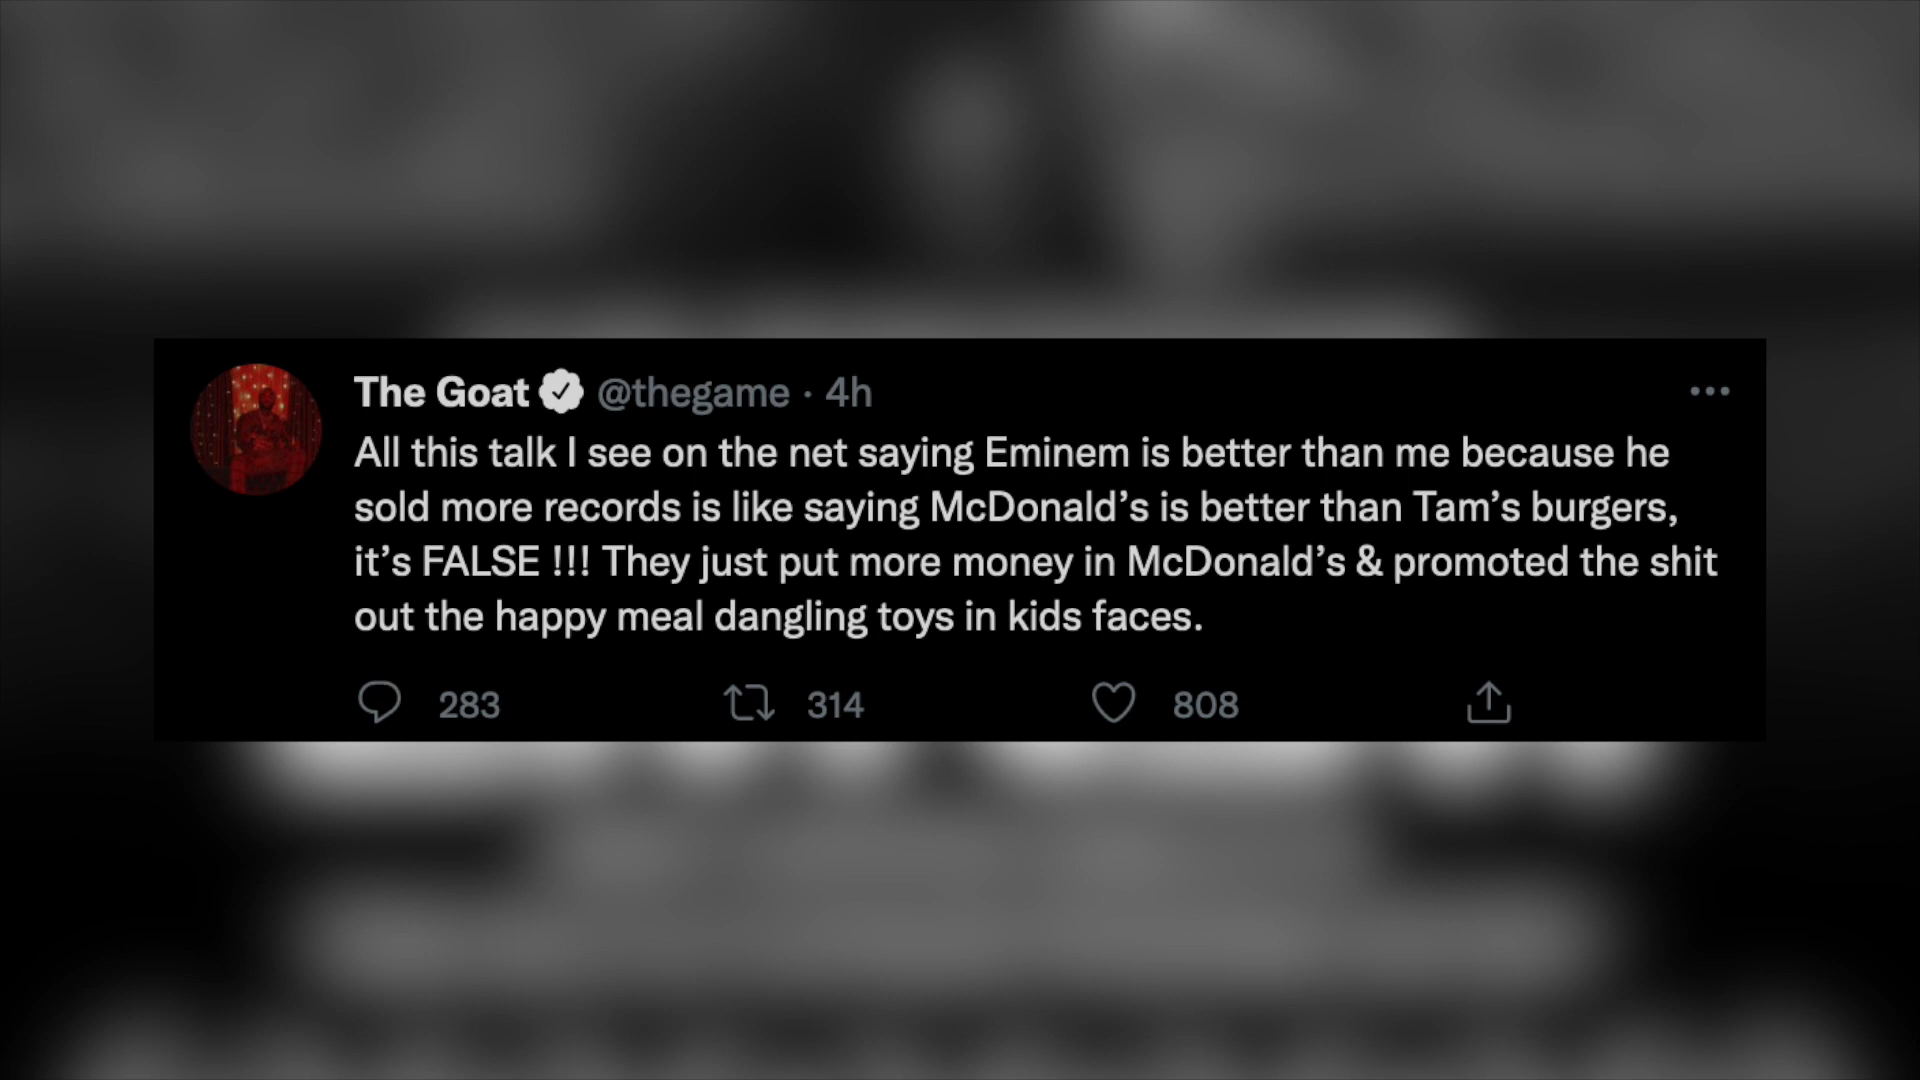 The Goat @thegame · 4h
All this talk I see on the net saying Eminem is better than me because he
sold more records is like saying McDonald’s is better than Tam’s burgers,
it’s FALSE !!! They just put more money in McDonald’s & promoted the shit
out the happy meal dangling toys in kids faces.
283 314 808